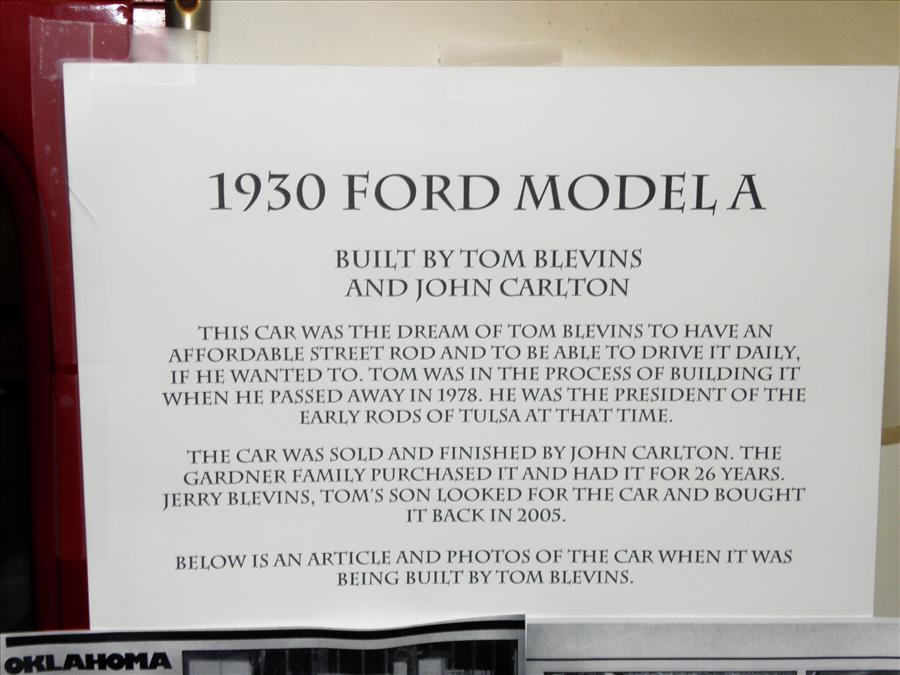 1930 FORD MODEL A
BUILT BY TOM BLEVINS
AND JOHN CARLTON
THIS CAR WAS THE DREAM OF TOM BLEVINS TO HAVE AN
AFFORDABLE STREET ROD AND TO BE ABLE TO DRIVE IT DAILY,
IF HE WANTED TO. TOM WAS IN THE PROCESS OF BUILDING IT
WHEN HE PASSED AWAY IN 1978. HE WAS THE PRESIDENT OF THE
EARLY RODS OF TULSA AT THAT TIME.
THE CAR WAS SOLD AND FINISHED BY JOHN CARLTON. THE
GARDNER FAMILY PURCHASED IT AND HAD IT FOR 26 YEARS.
JERRY BLEVINS, TOM'S SON LOOKED FOR THE CAR AND BOUGHT
IT BACK IN 2005.
BELOW IS AN ARTICLE AND PHOTOS OF THE CAR WHEN IT WAS
BEING BUILT BY TOM BLEVINS.
OKLAHOMA